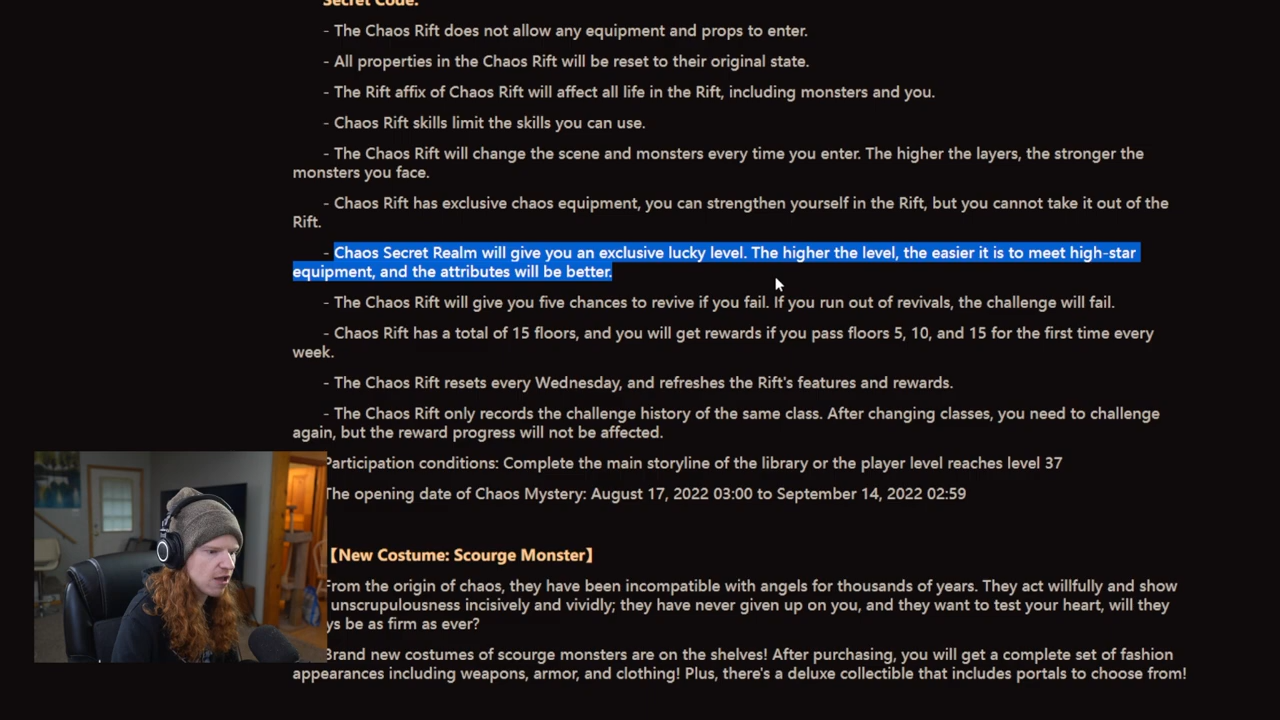 Secret Code:
- The Chaos Rift does not allow any equipment and props to enter.
- All properties in the Chaos Rift will be reset to their original state.
- The Rift affix of Chaos Rift will affect all life in the Rift, including monsters and you.
- Chaos Rift skills limit the skills you can use.
- The Chaos Rift will change the scene and monsters every time you enter. The higher the layers, the stronger the
monsters you face.
- Chaos Rift has exclusive chaos equipment, you can strengthen yourself in the Rift, but you cannot take it out of the
Rift.
- Chaos Secret Realm will give you an exclusive lucky level. The higher the level, the easier it is to meet high-star
equipment, and the attributes will be better.
- The Chaos Rift will give you five chances to revive if you fail. If you run out of revivals, the challenge will fail.
- Chaos Rift has a total of 15 floors, and you will get rewards if you pass floors 5, 10, and 15 for the first time every
week.
- The Chaos Rift resets every Wednesday, and refreshes the Rift's features and rewards.
- The Chaos Rift only records the challenge history of the same class. After changing classes, you need to challenge
again, but the reward progress will not be affected.
Participation conditions: Complete the main storyline of the library or the player level reaches level 37
The opening date of Chaos Mystery: August 17, 2022 03:00 to September 14, 2022 02:59
【New Costume: Scourge Monster】
From the origin of chaos, they have been incompatible with angels for thousands of years. They act willfully and show
unscrupulousness incisively and vividly; they have never given up on you, and they want to test your heart, will they
ys be as firm as ever?
Brand new costumes of scourge monsters are on the shelves! After purchasing, you will get a complete set of fashion
appearances including weapons, armor, and clothing! Plus, there's a deluxe collectible that includes portals to choose from!